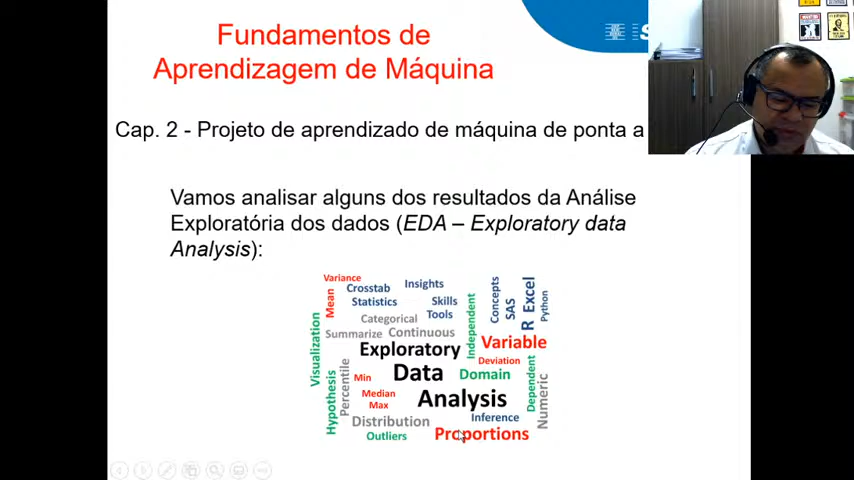 Fundamentos de
Aprendizagem de Máquina
Cap. 2 - Projeto de aprendizado de máquina de ponta a
Vamos analisar alguns dos resultados da Análise
Exploratória dos dados (EDA – Exploratory data
Analysis):
Variance
Crosstab
Insights
Mean
Statistics
Skills
Tools
Concepts
SAS
R
Excel
Python
Categorical
Independent
Summarize
Continuous
Visualization
Exploratory
Variable
Deviation
Percentile
Min
Data
Domain
Hypothesis
Median
Max
Analysis
Dependent
Numeric
Distribution
Inference
Outliers
Proportions